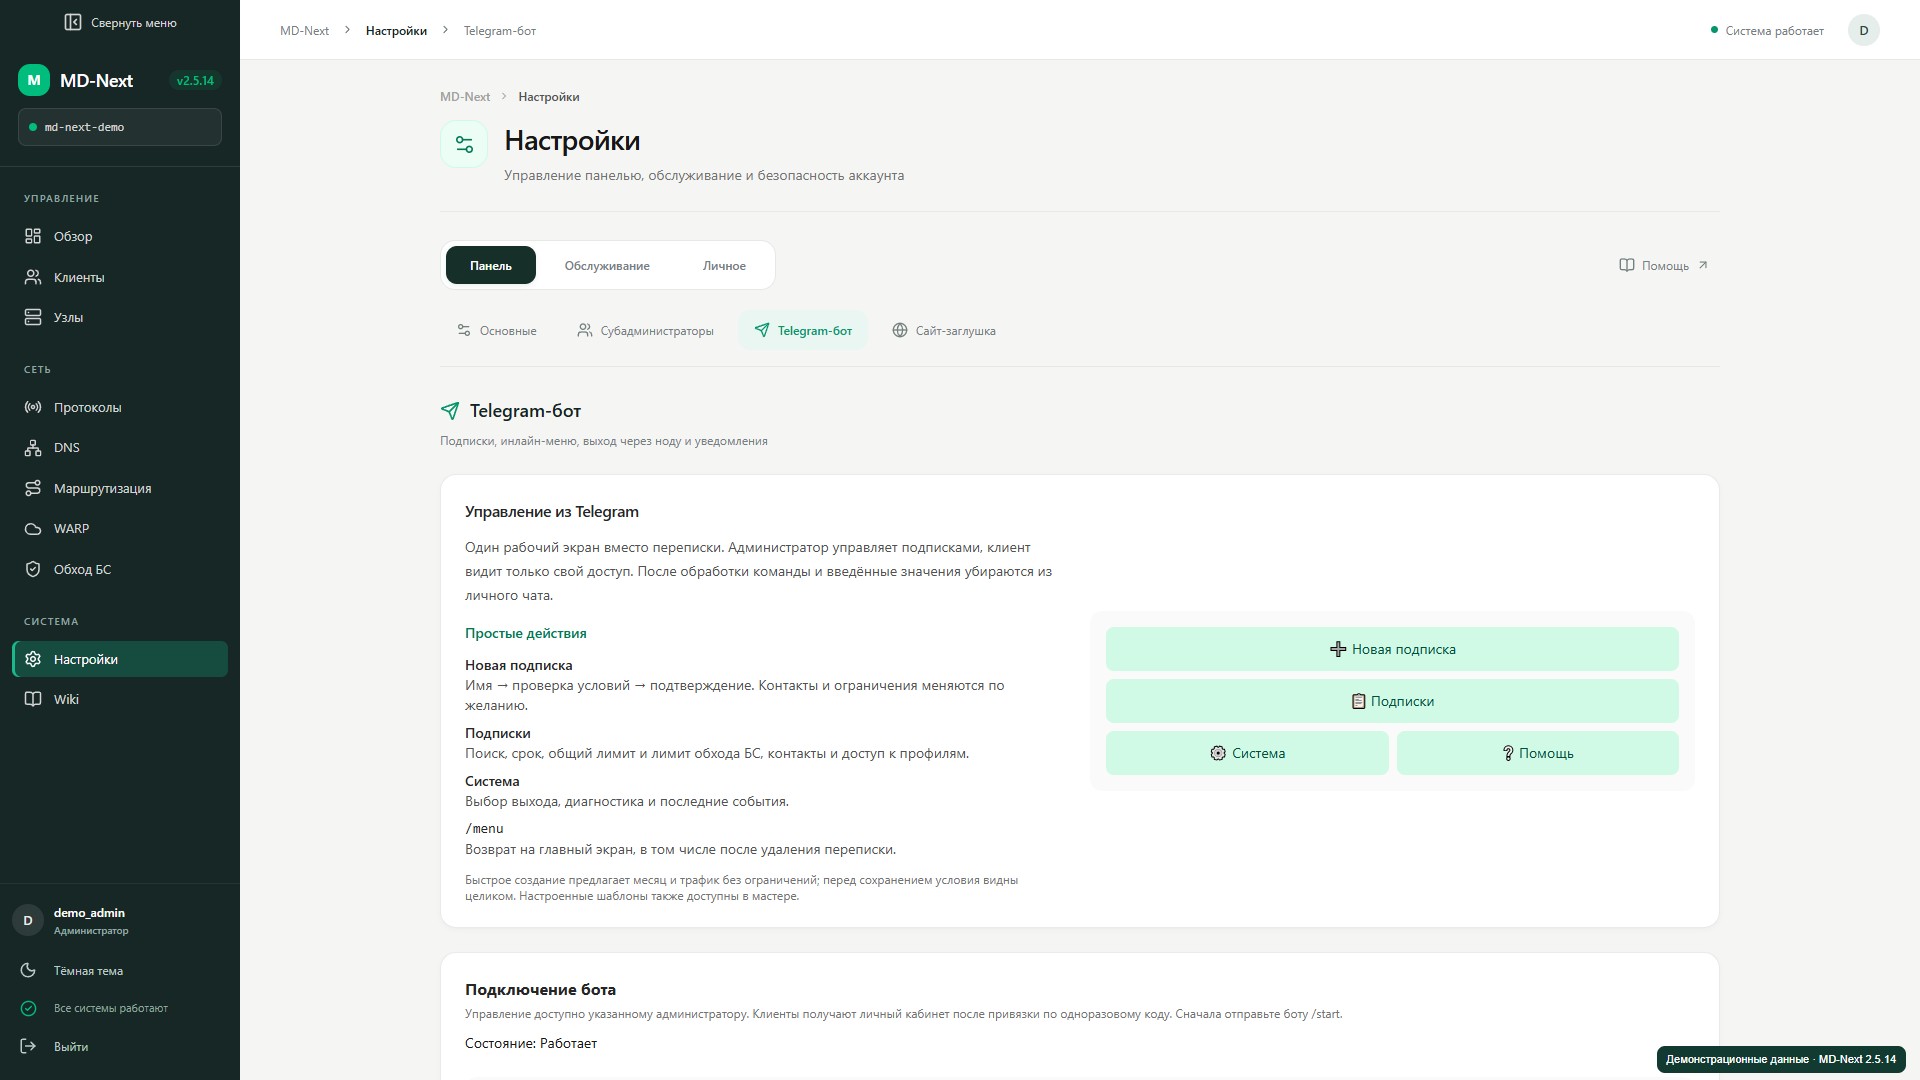 Свернуть меню
M
MD-Next
v2.5.14
md-next-demo
УПРАВЛЕНИЕ
Обзор
Клиенты
Узлы
СЕТЬ
Протоколы
DNS
Маршрутизация
WARP
Обход БС
СИСТЕМА
Настройки
Wiki
D
demo_admin
Администратор
Тёмная тема
Все системы работают
Выйти
MD-Next
Настройки
Telegram-бот
Система работает
D
MD-Next
Настройки
Настройки
Управление панелью, обслуживание и безопасность аккаунта
Панель
Обслуживание
Личное
Помощь
Основные
Субадминистраторы
Telegram-бот
Сайт-заглушка
Telegram-бот
Подписки, инлайн-меню, выход через ноду и уведомления
Управление из Telegram
Один рабочий экран вместо переписки. Администратор управляет подписками, клиент
видит только свой доступ. После обработки команды и введённые значения убираются из
личного чата.
Простые действия
Новая подписка
Имя → проверка условий → подтверждение. Контакты и ограничения меняются по
желанию.
Подписки
Поиск, срок, общий лимит и лимит обхода БС, контакты и доступ к профилям.
Система
Выбор выхода, диагностика и последние события.
/menu
Возврат на главный экран, в том числе после удаления переписки.
Быстрое создание предлагает месяц и трафик без ограничений; перед сохранением условия видны
целиком. Настроенные шаблоны также доступны в мастере.
➕ Новая подписка
📋 Подписки
⚙ Система
❔ Помощь
Подключение бота
Управление доступно указанному администратору. Клиенты получают личный кабинет после привязки по одноразовому коду. Сначала отправьте боту /start.
Состояние: Работает
Демонстрационные данные · MD-Next 2.5.14